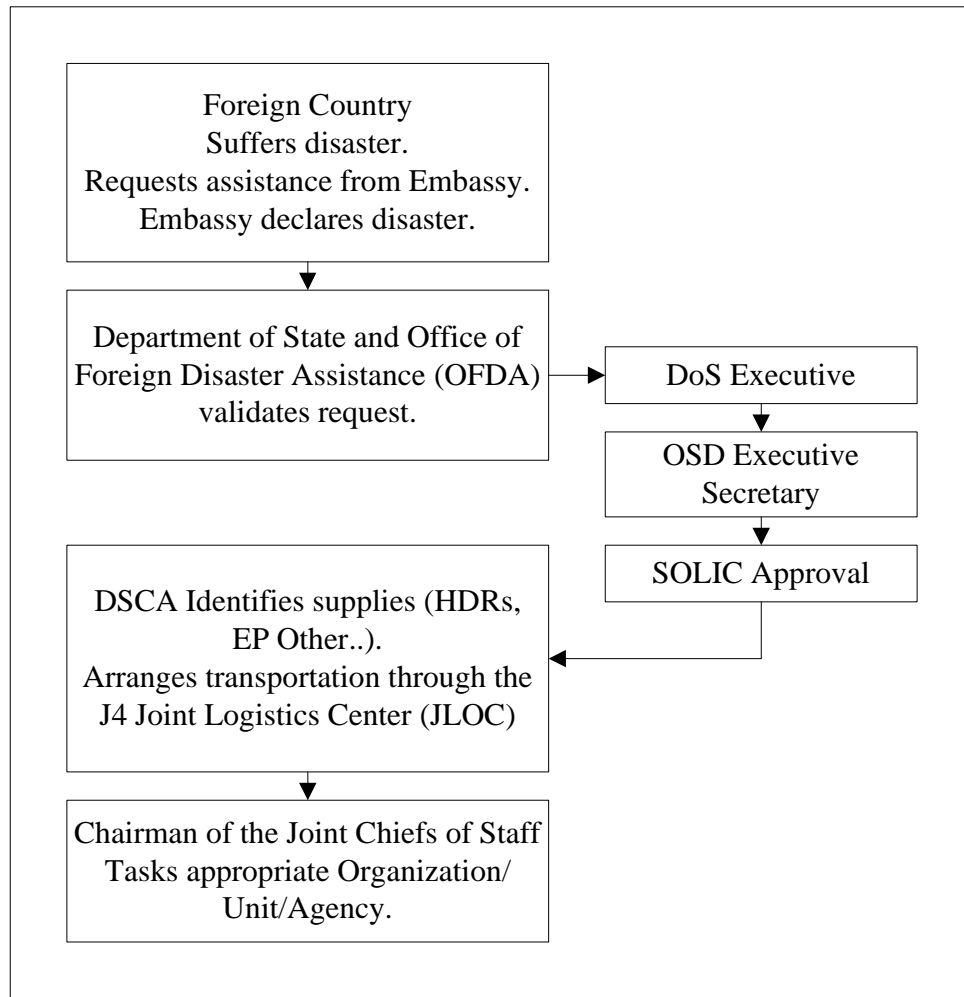 Foreign Country
Suffers disaster.
Requests assistance from Embassy.
Embassy declares disaster.
Department of State and Office of
Foreign Disaster Assistance (OFDA)
validates request.
DoS Executive
OSD Executive
Secretary
SOLIC Approval
DSCA Identifies supplies (HDRs,
EP Other..).
Arranges transportation through the
J4 Joint Logistics Center (JLOC)
Chairman of the Joint Chiefs of Staff
Tasks appropriate Organization/
Unit/Agency.